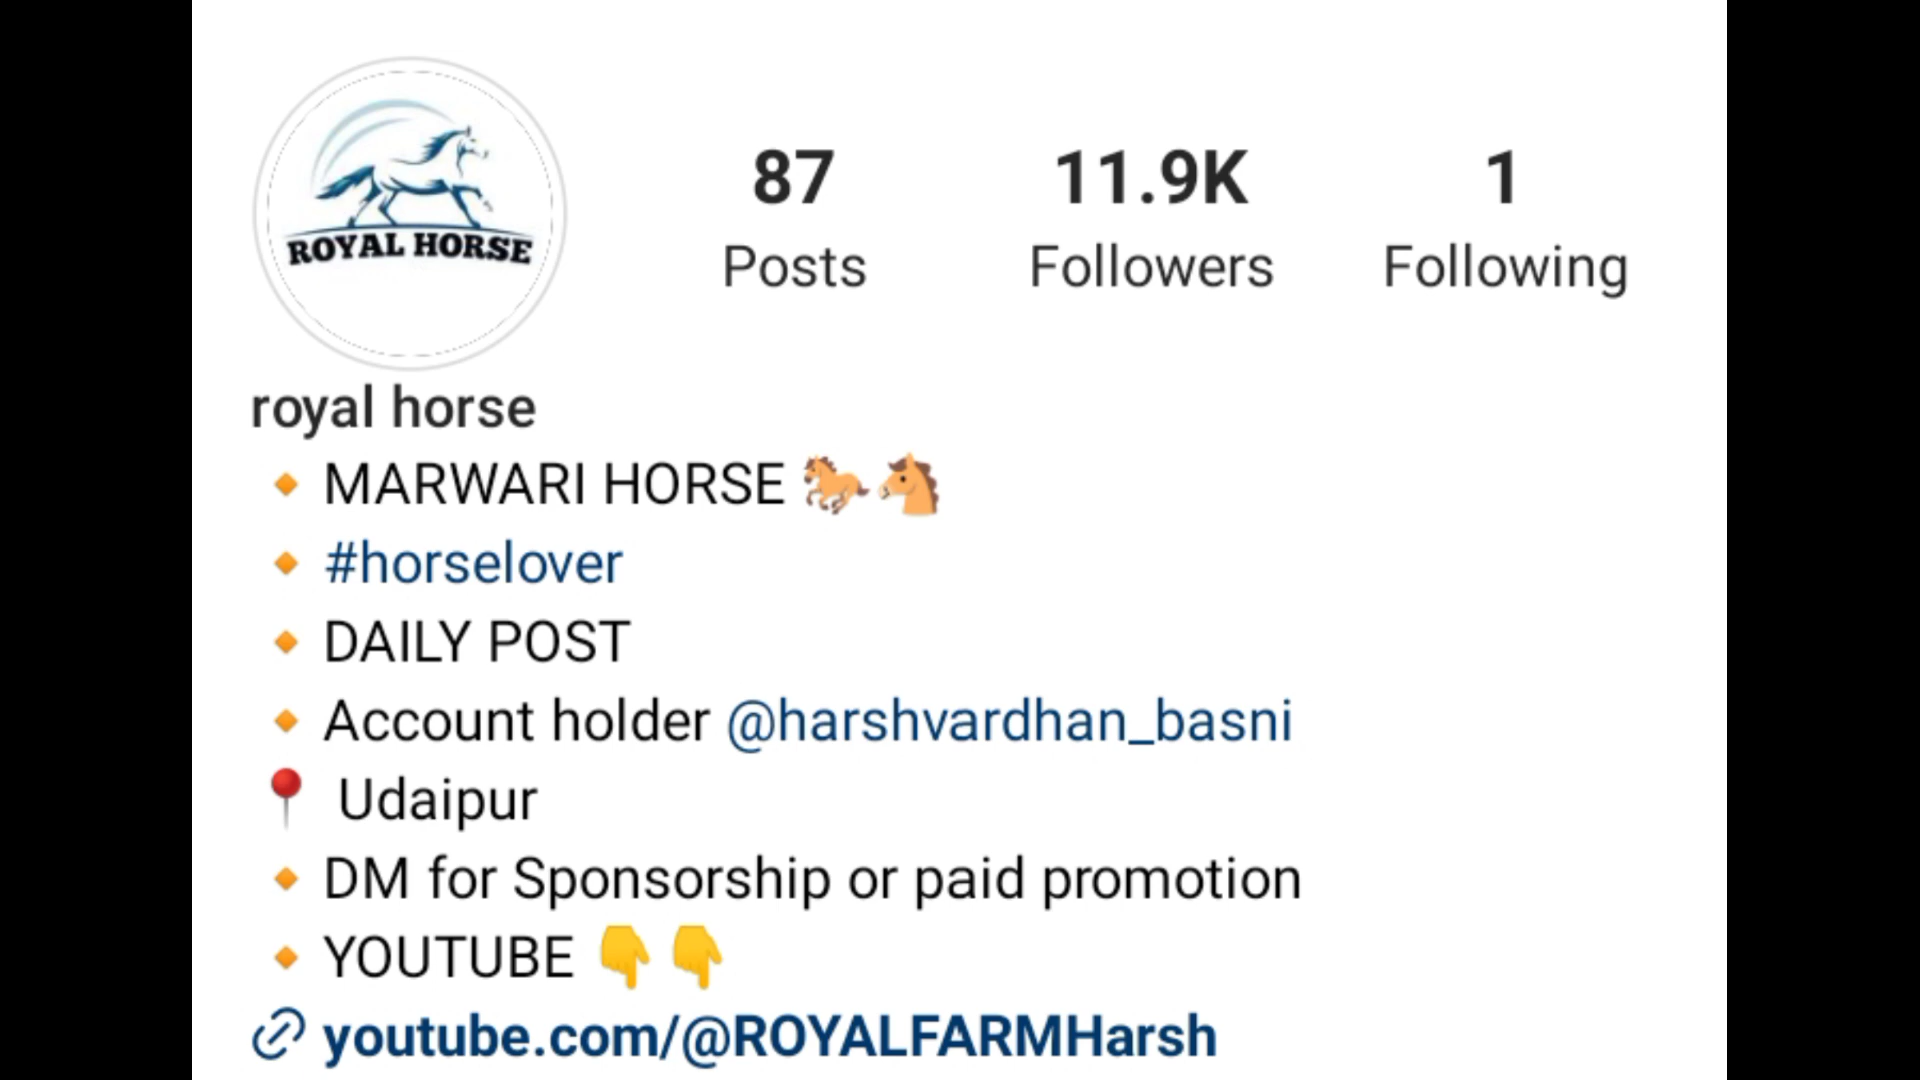 ROYAL HORSE
87
11.9K
1
Posts
Followers
Following
royal horse
🔸MARWARI HORSE 🐎🐴
🔸#horselover
🔸DAILY POST
🔸Account holder @harshvardhan_basni
📍 Udaipur
🔸DM for Sponsorship or paid promotion
🔸YOUTUBE 👇👇
youtube.com/@ROYALFARMHarsh